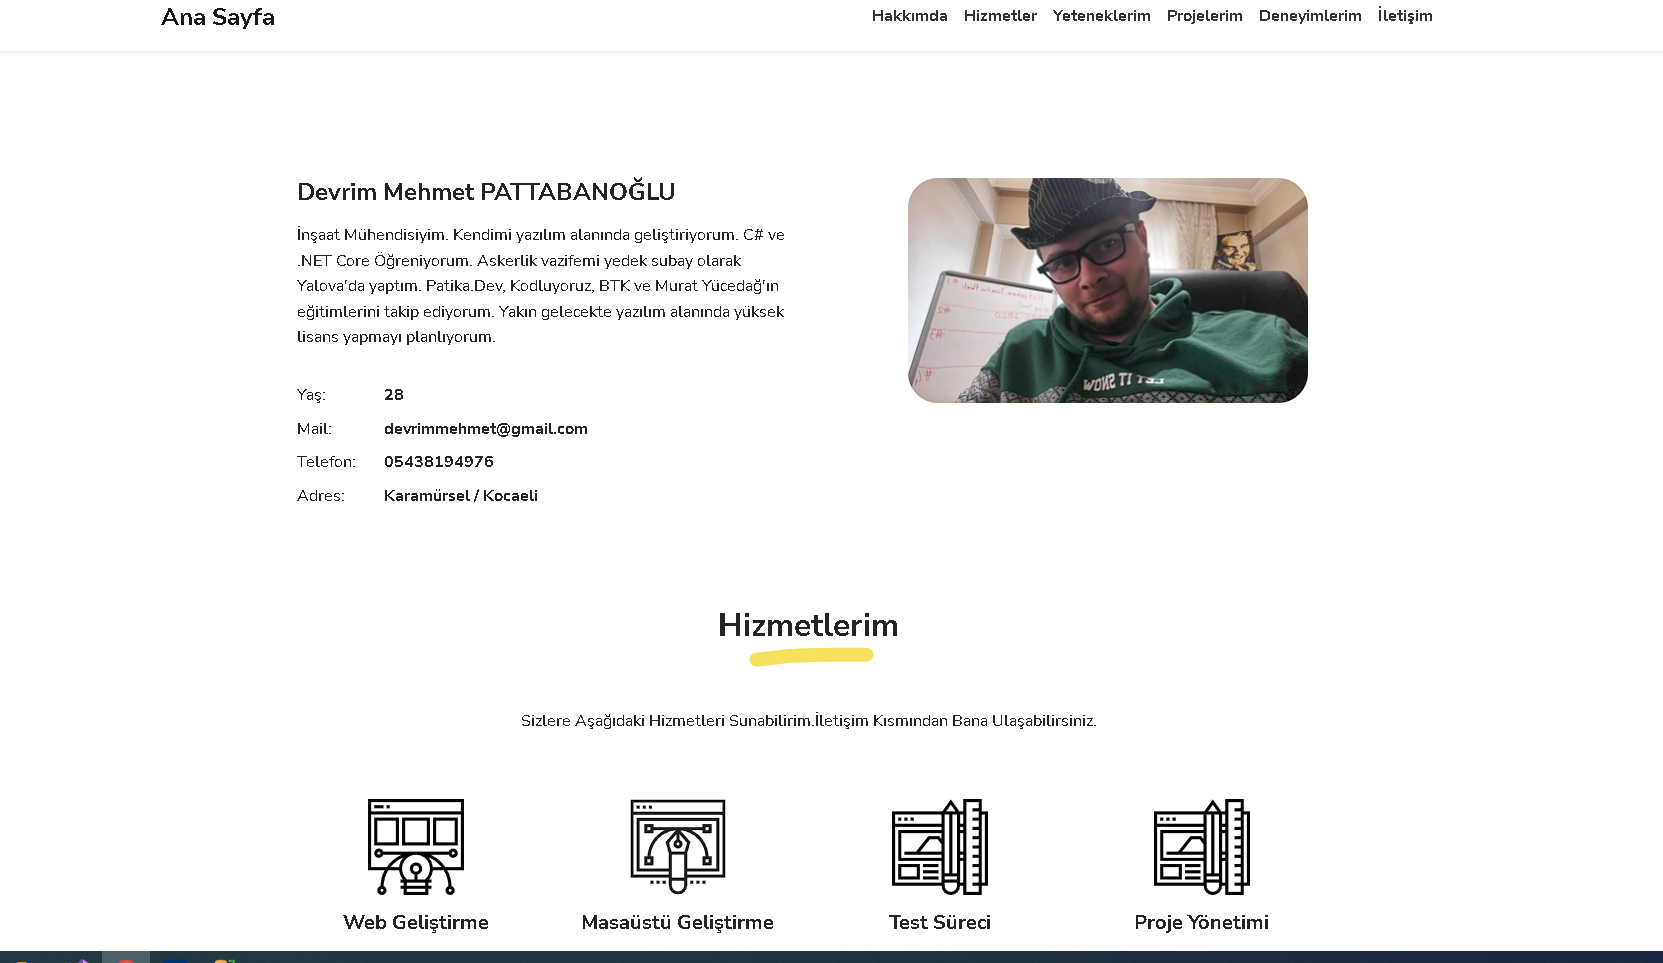 Ana Sayfa
Hakkımda Hizmetler Yeteneklerim Projelerim Deneyimlerim İletişim
Devrim Mehmet PATTABANOĞLU
İnşaat Mühendisiyim. Kendimi yazılım alanında geliştiriyorum. C# ve
.NET Core Öğreniyorum. Askerlik vazifemi yedek subay olarak
Yalova'da yaptım. Patika.Dev, Kodluyoruz, BTK ve Murat Yücedağ'ın
eğitimlerini takip ediyorum. Yakın gelecekte yazılım alanında yüksek
lisans yapmayı planlıyorum.
Yaş: 28
Mail: devrimmehmet@gmail.com
Telefon: 05438194976
Adres: Karamürsel / Kocaeli
LET IT SNOW
Hizmetlerim
Sizlere Aşağıdaki Hizmetleri Sunabilirim.İletişim Kısmından Bana Ulaşabilirsiniz.
Web Geliştirme
Masaüstü Geliştirme
Test Süreci
Proje Yönetimi